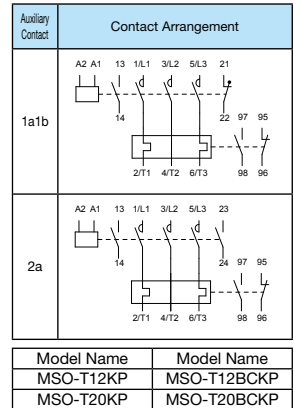 Auxiliary Contact Contact Arrangement
1a1b
A2 A1 13 1/L1 3/L2 5/L3 21
14 22 97 95
2/T1 4/T2 6/T3 98 96
2a
A2 A1 13 1/L1 3/L2 5/L3 23
14 24 97 95
2/T1 4/T2 6/T3 98 96
Model Name Model Name
MSO-T12KP MSO-T12BCKP
MSO-T20KP MSO-T20BCKP